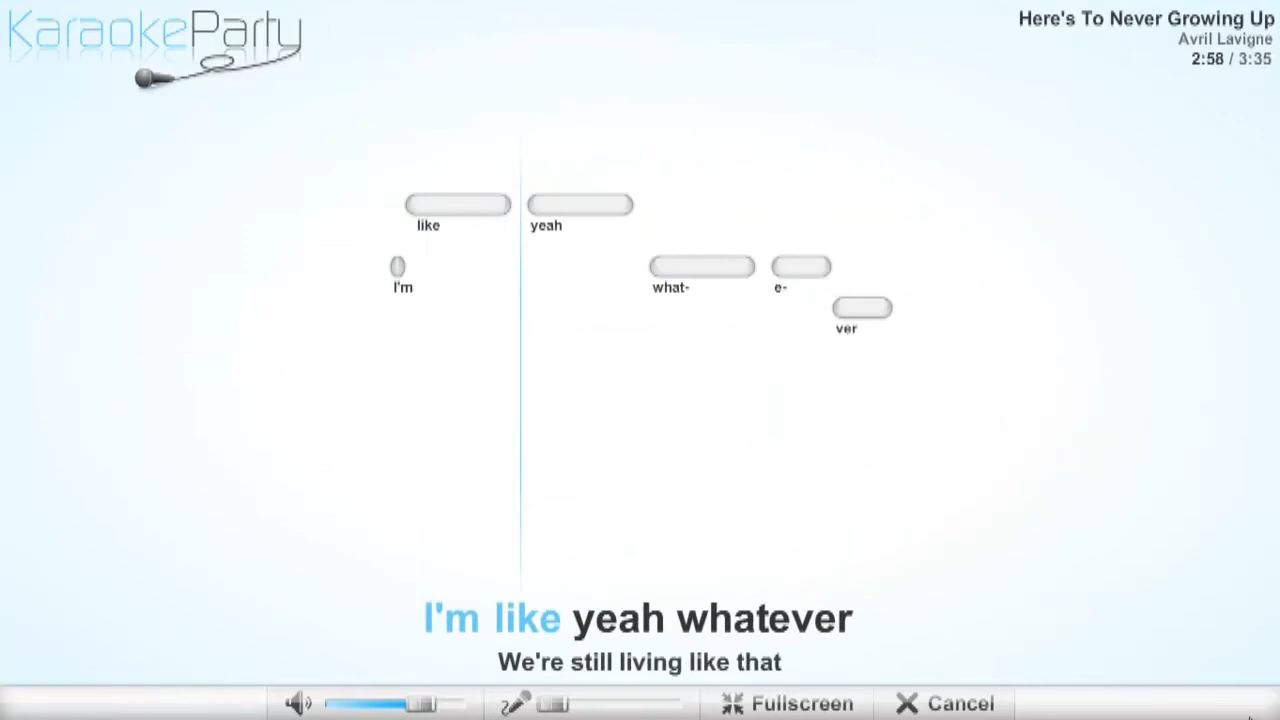 KaraokeParty
Here's To Never Growing Up
Avril Lavigne
2:58 / 3:35
like
yeah
I'm
what-
e-
ver
I'm like yeah whatever
We're still living like that
Fullscreen
Cancel